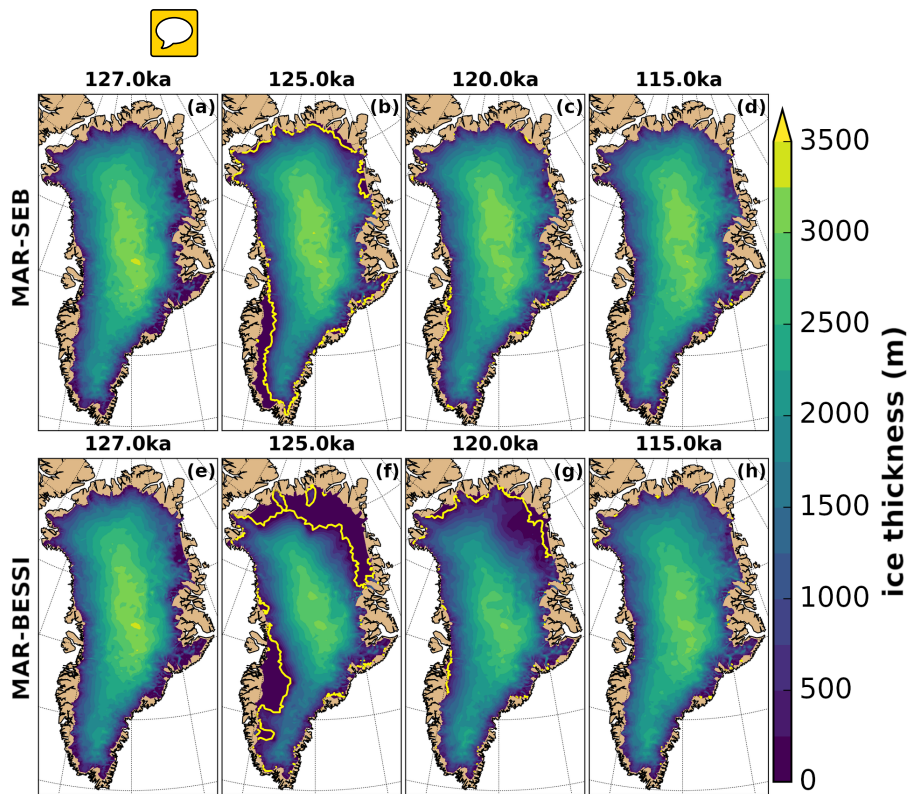 127.0ka 125.0ka 120.0ka 115.0ka
(a) (b) (c) (d)
MAR-SEB
127.0ka 125.0ka 120.0ka 115.0ka
(e) (f) (g) (h)
MAR-BESSI
3500
3000
2500
2000
1500
1000
500
0
ice thickness (m)